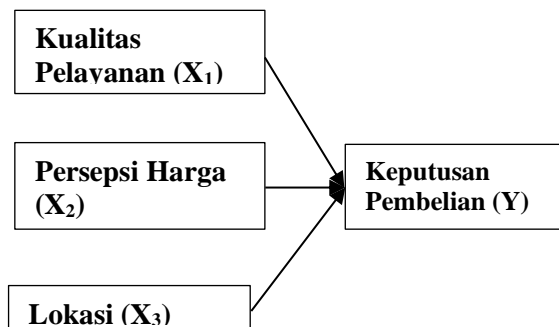 Kualitas
Pelayanan (X₁)
Persepsi Harga
(X₂)
Keputusan
Pembelian (Y)
Lokasi (X₃)